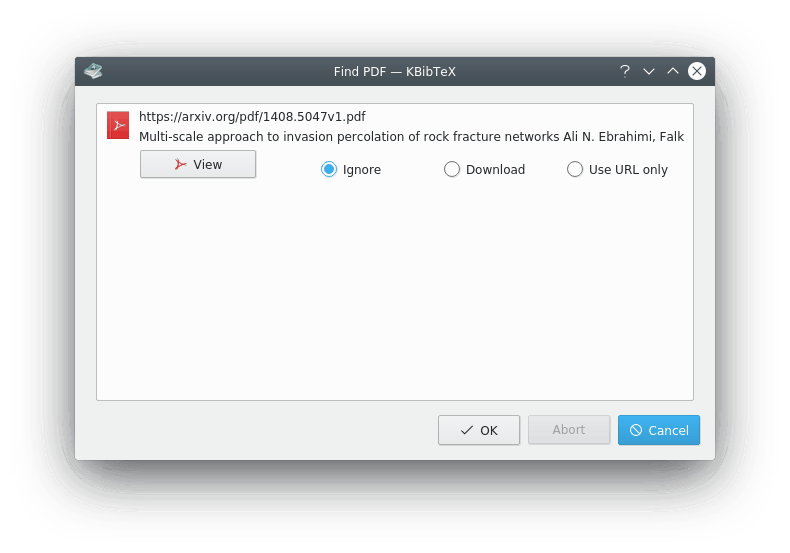 Find PDF — KBibTeX
https://arxiv.org/pdf/1408.5047v1.pdf
Multi-scale approach to invasion percolation of rock fracture networks Ali N. Ebrahimi, Falk
View Ignore Download Use URL only
OK Abort Cancel